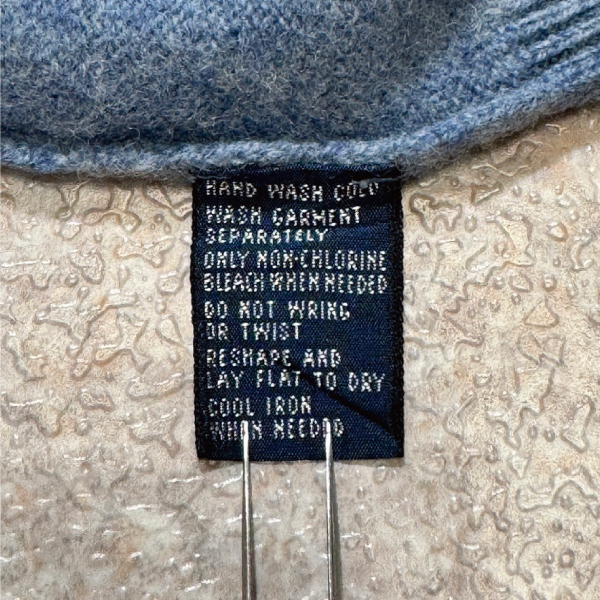 HAND WASH COLD
WASH GARMENT
SEPARATELY
ONLY NON-CHLORINE
BLEACH WHEN NEEDED
DO NOT WRING
OR TWIST
RESHAPE AND
LAY FLAT TO DRY
COOL IRON
WHEN NEEDED